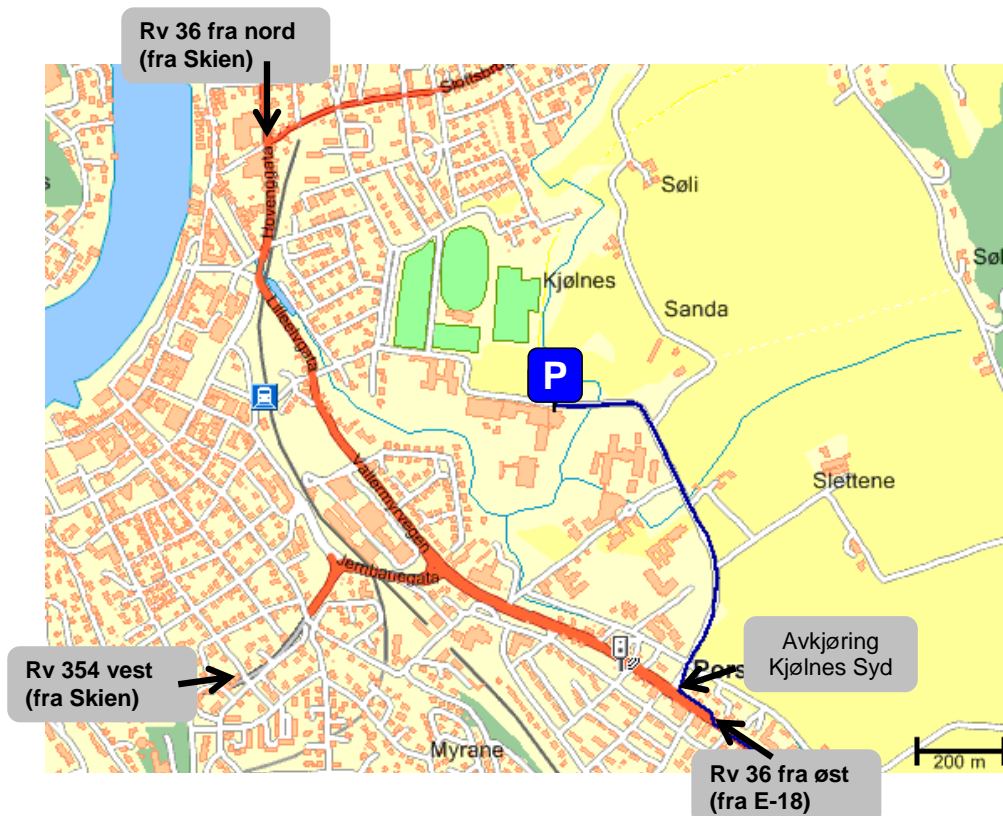 Rv 36 fra nord
(fra Skien)
Hovenggata
Søli
Kjølnes
Sanda
P
Lilleelvgata
Vallermyrvegen
Slettene
Jernbanegata
Avkjøring
Kjølnes Syd
Rv 354 vest
(fra Skien)
Myrane
200 m
Rv 36 fra øst
(fra E-18)